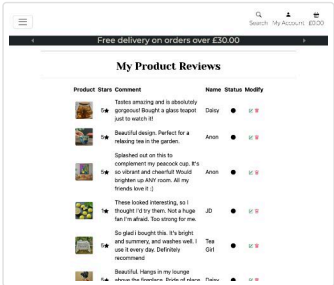 Search My Account £0.00
Free delivery on orders over £30.00
My Product Reviews
Product Stars Comment Name Status Modify
Tastes amazing and is absolutely
5★ gorgeous! Bought a glass teapot Daisy
just to watch it!
Beautiful design. Perfect for a
5★ relaxing tea in the garden. Anon
Splashed out on this to
complement my peacock cup. It's
5★ so vibrant and cheerful! Would Anon
brighten up ANY room. All my
friends love it :)
These looked interesting, so I
1★ thought I'd try them. Not a huge JD
fan I'm afraid. Too strong for me.
So glad i bought this. It's bright
and summery, and washes well. I Tea
5★ use it every day. Definitely Girl
recommend
Beautiful. Hangs in my lounge
5★ above the fireplace. Pride of place Daisy